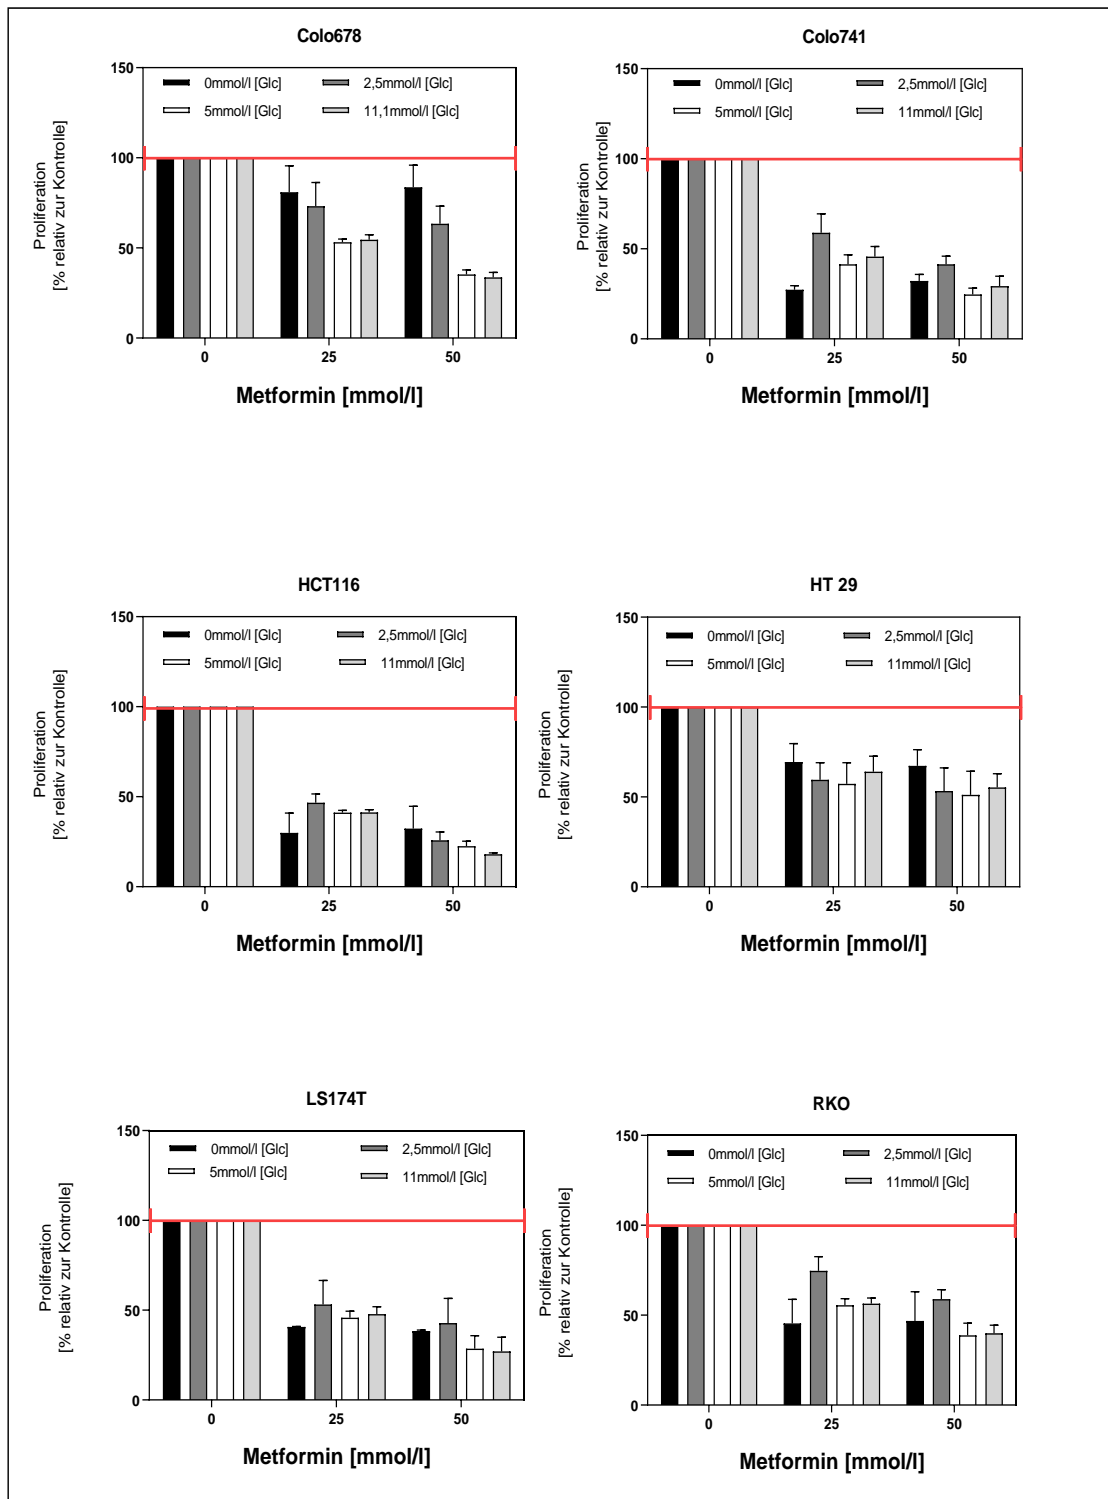 Colo678
150
0mmol/l [Glc] 2,5mmol/l [Glc]
5mmol/l [Glc] 11,1mmol/l [Glc]
100
50
0
Proliferation
[% relativ zur Kontrolle]
0 25 50
Metformin [mmol/l]
Colo741
150
0mmol/l [Glc] 2,5mmol/l [Glc]
5mmol/l [Glc] 11mmol/l [Glc]
100
50
0
Proliferation
[% relativ zur Kontrolle]
0 25 50
Metformin [mmol/l]
HCT116
150
0mmol/l [Glc] 2,5mmol/l [Glc]
5mmol/l [Glc] 11mmol/l [Glc]
100
50
0
Proliferation
[% relativ zur Kontrolle]
0 25 50
Metformin [mmol/l]
HT 29
150
0mmol/l [Glc] 2,5mmol/l [Glc]
5mmol/l [Glc] 11mmol/l [Glc]
100
50
0
Proliferation
[% relativ zur Kontrolle]
0 25 50
Metformin [mmol/l]
LS174T
150
0mmol/l [Glc] 2,5mmol/l [Glc]
5mmol/l [Glc] 11mmol/l [Glc]
100
50
0
Proliferation
[% relativ zur Kontrolle]
0 25 50
Metformin [mmol/l]
RKO
150
0mmol/l [Glc] 2,5mmol/l [Glc]
5mmol/l [Glc] 11mmol/l [Glc]
100
50
0
Proliferation
[% relativ zur Kontrolle]
0 25 50
Metformin [mmol/l]